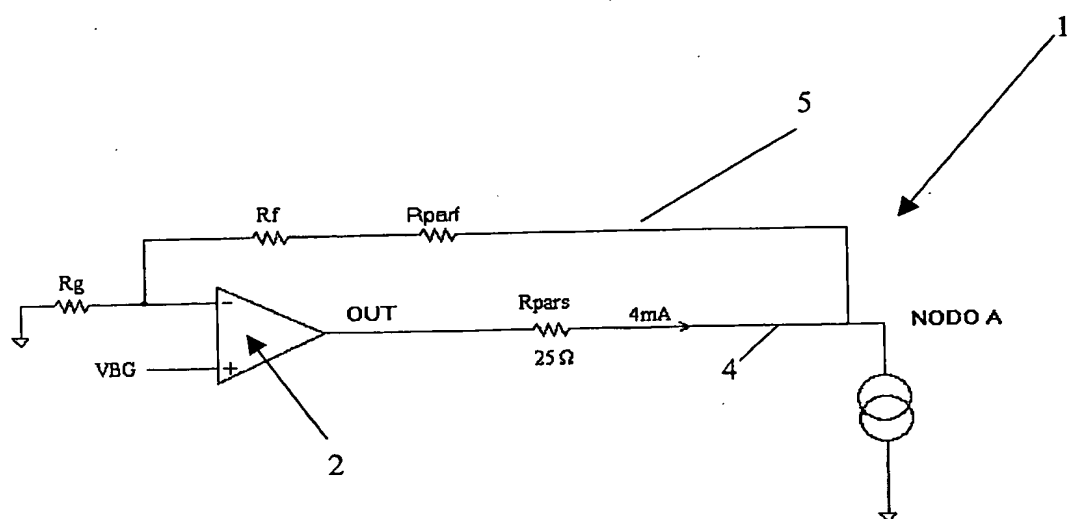 1
5
Rf
Rparf
Rg
OUT
Rpars
4mA
NODO A
VBG
25 Ω
4
2